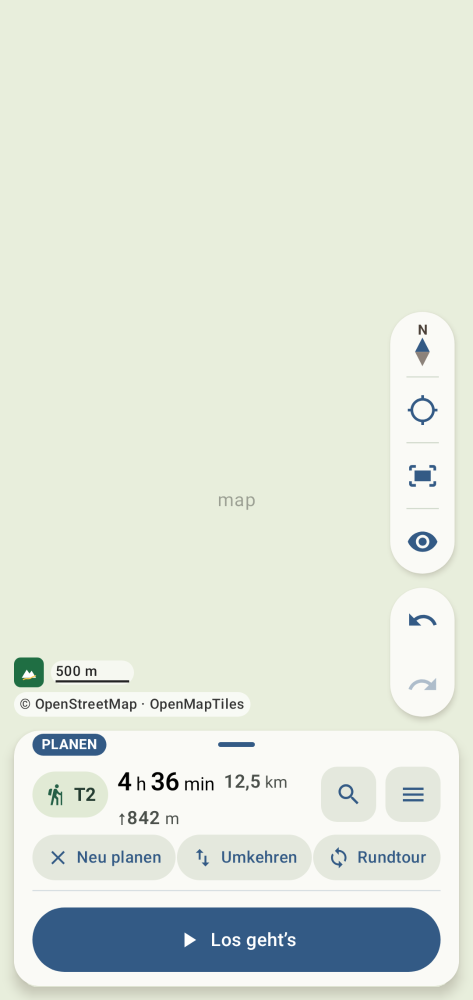 N
map
500 m
© OpenStreetMap · OpenMapTiles
PLANEN
T2 4 h 36 min 12,5 km
↑842 m
Neu planen Umkehren Rundtour
Los geht’s